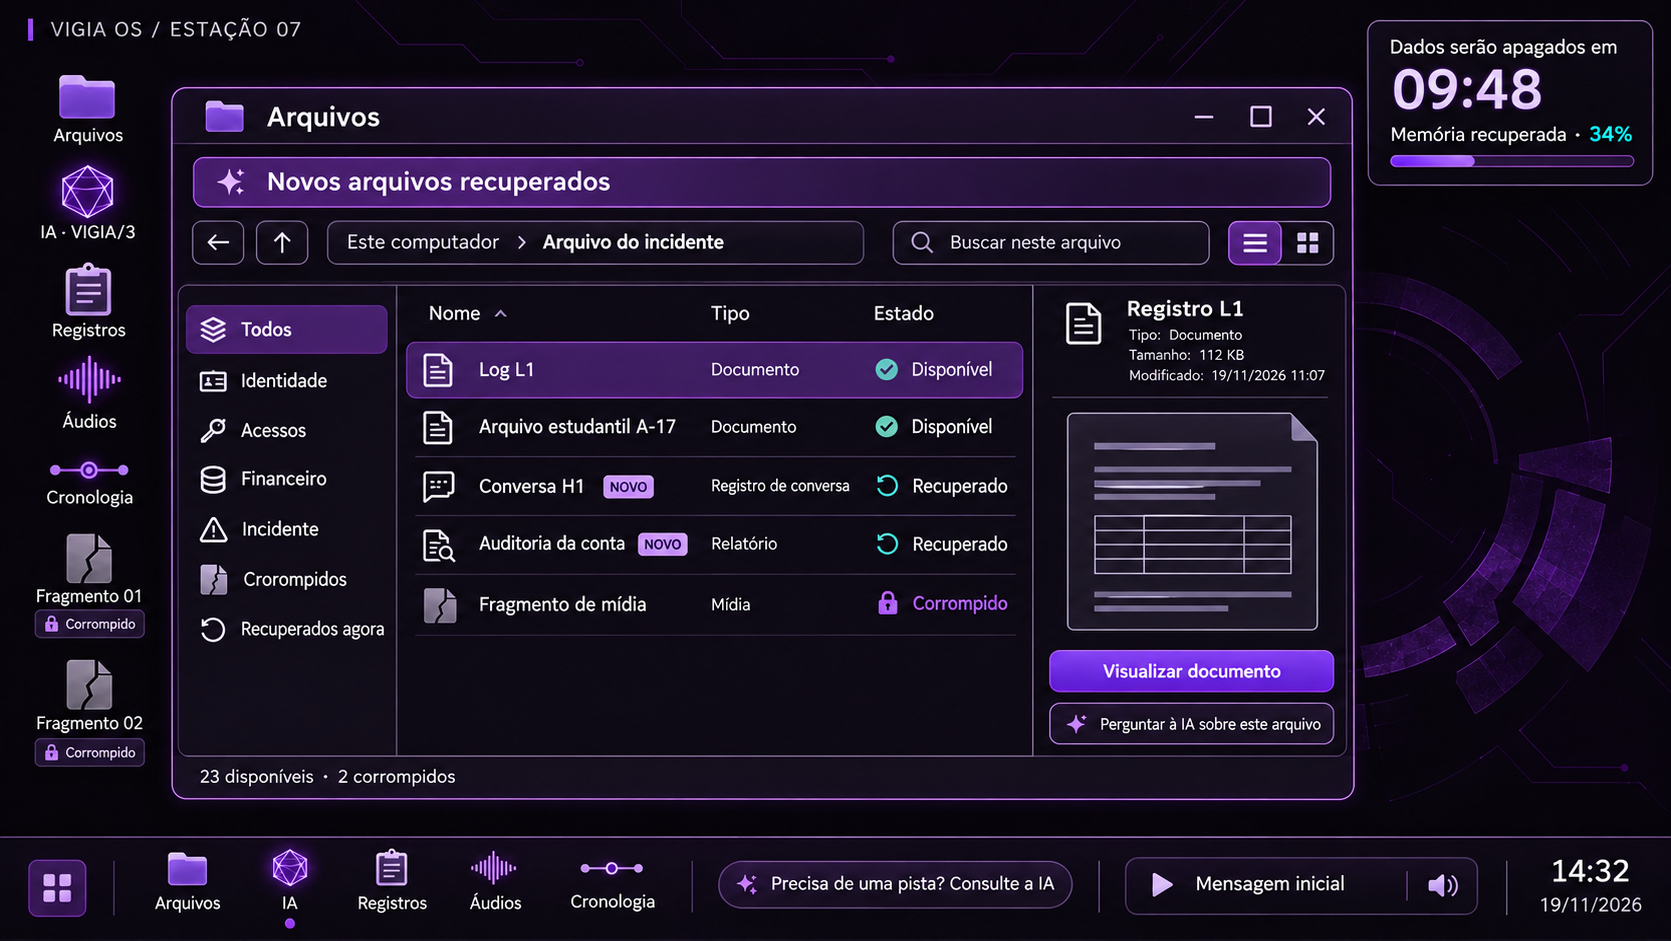 VIGIA OS / ESTAÇÃO 07
Dados serão apagados em
09:48
Memória recuperada · 34%
Arquivos
IA · VIGIA/3
Registros
Áudios
Cronologia
Fragmento 01
Corrompido
Fragmento 02
Corrompido
Arquivos
Novos arquivos recuperados
Este computador > Arquivo do incidente
Buscar neste arquivo
Todos
Identidade
Acessos
Financeiro
Incidente
Crorompidos
Recuperados agora
Nome Tipo Estado
Log L1 Documento Disponível
Arquivo estudantil A-17 Documento Disponível
Conversa H1 NOVO Registro de conversa Recuperado
Auditoria da conta NOVO Relatório Recuperado
Fragmento de mídia Mídia Corrompido
Registro L1
Tipo: Documento
Tamanho: 112 KB
Modificado: 19/11/2026 11:07
Visualizar documento
Perguntar à IA sobre este arquivo
23 disponíveis · 2 corrompidos
Arquivos
IA
Registros
Áudios
Cronologia
Precisa de uma pista? Consulte a IA
Mensagem inicial
14:32
19/11/2026